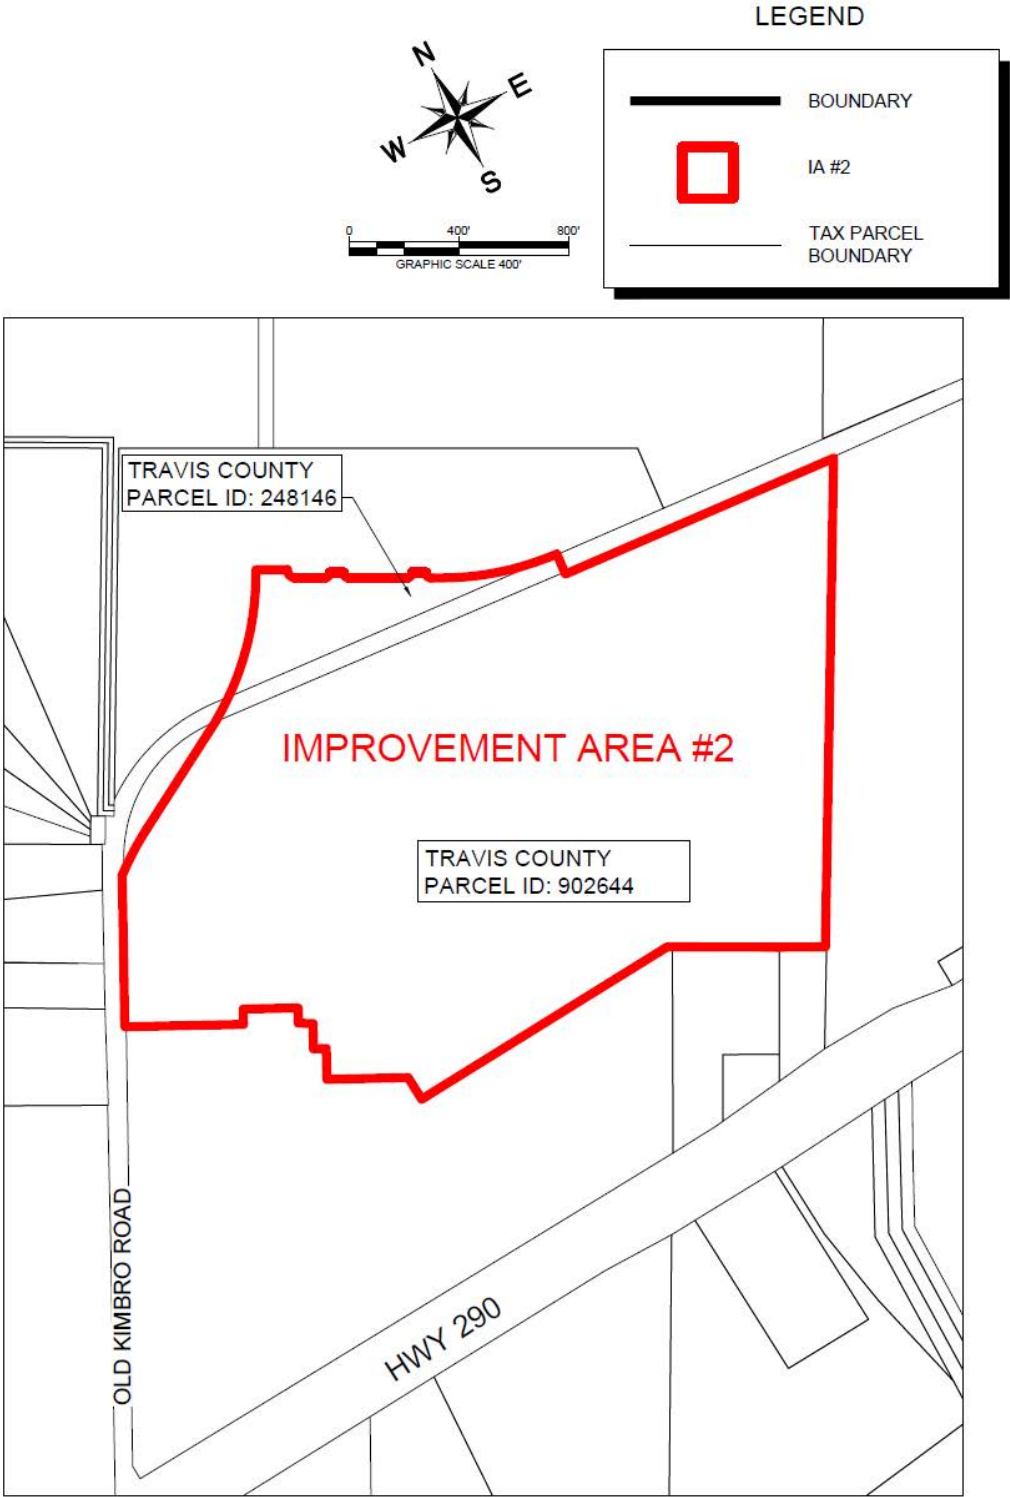 LEGEND
N
E
W
S
BOUNDARY
IA #2
TAX PARCEL
BOUNDARY
0 400' 800'
GRAPHIC SCALE 400'
TRAVIS COUNTY
PARCEL ID: 248146
IMPROVEMENT AREA #2
TRAVIS COUNTY
PARCEL ID: 902644
OLD KIMBRO ROAD
HWY 290